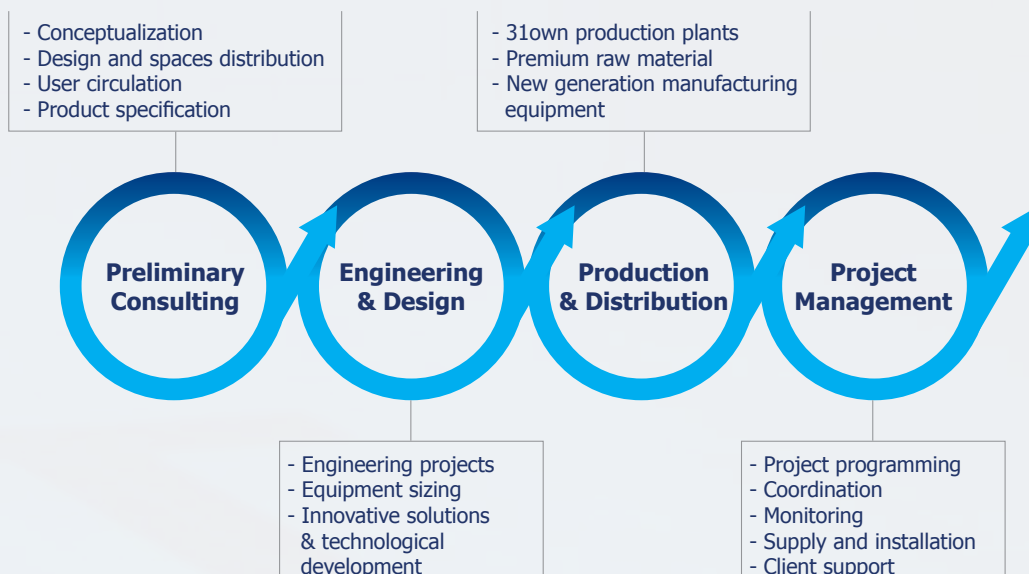 - Conceptualization
- Design and spaces distribution
- User circulation
- Product specification
- 31own production plants
- Premium raw material
- New generation manufacturing
equipment
Preliminary
Consulting
Engineering
& Design
Production
& Distribution
Project
Management
- Engineering projects
- Equipment sizing
- Innovative solutions
& technological
development
- Project programming
- Coordination
- Monitoring
- Supply and installation
- Client support